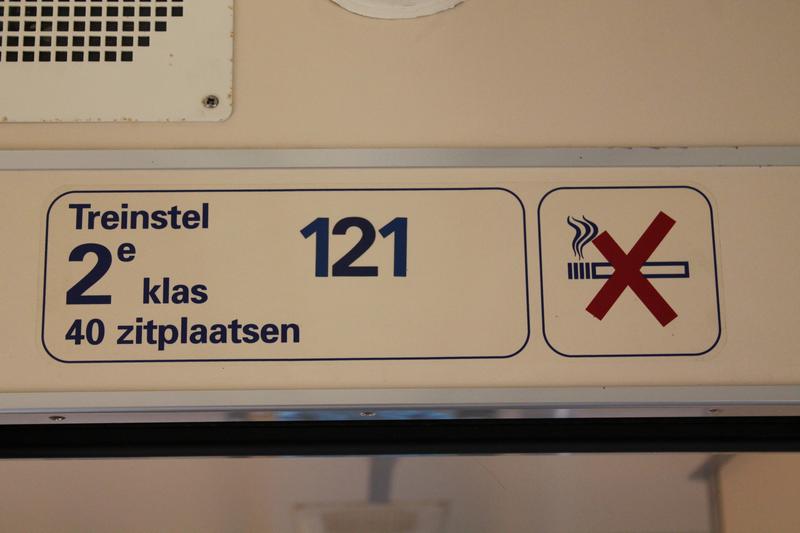 Treinstel 121
2e klas
40 zitplaatsen